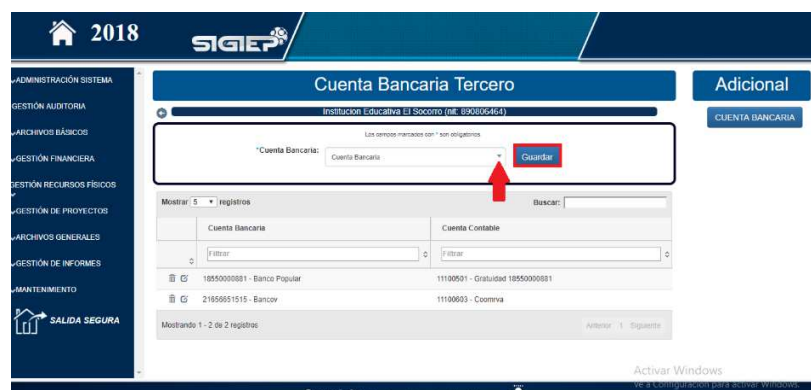 2018
SIGIEP
ADMINISTRACIÓN SISTEMA
GESTIÓN AUDITORIA
ARCHIVOS BÁSICOS
GESTIÓN FINANCIERA
GESTIÓN RECURSOS FÍSICOS
GESTIÓN DE PROYECTOS
ARCHIVOS GENERALES
GESTIÓN DE INFORMES
MANTENIMIENTO
SALIDA SEGURA
Cuenta Bancaria Tercero
Institucion Educativa El Socorro (nit: 890806464)
Los campos marcados con * son obligatorios
*Cuenta Bancaria: Cuenta Bancaria Guardar
Mostrar 5 registros Buscar:
Cuenta Bancaria Cuenta Contable
Filtrar Filtrar
18550000881 - Banco Popular 11100501 - Gratuidad 18550000881
21656651515 - Bancov 11100603 - Coomrva
Mostrando 1 - 2 de 2 registros Anterior 1 Siguiente
Adicional
CUENTA BANCARIA
Activar Windows
Ve a Configuración para activar Windows.